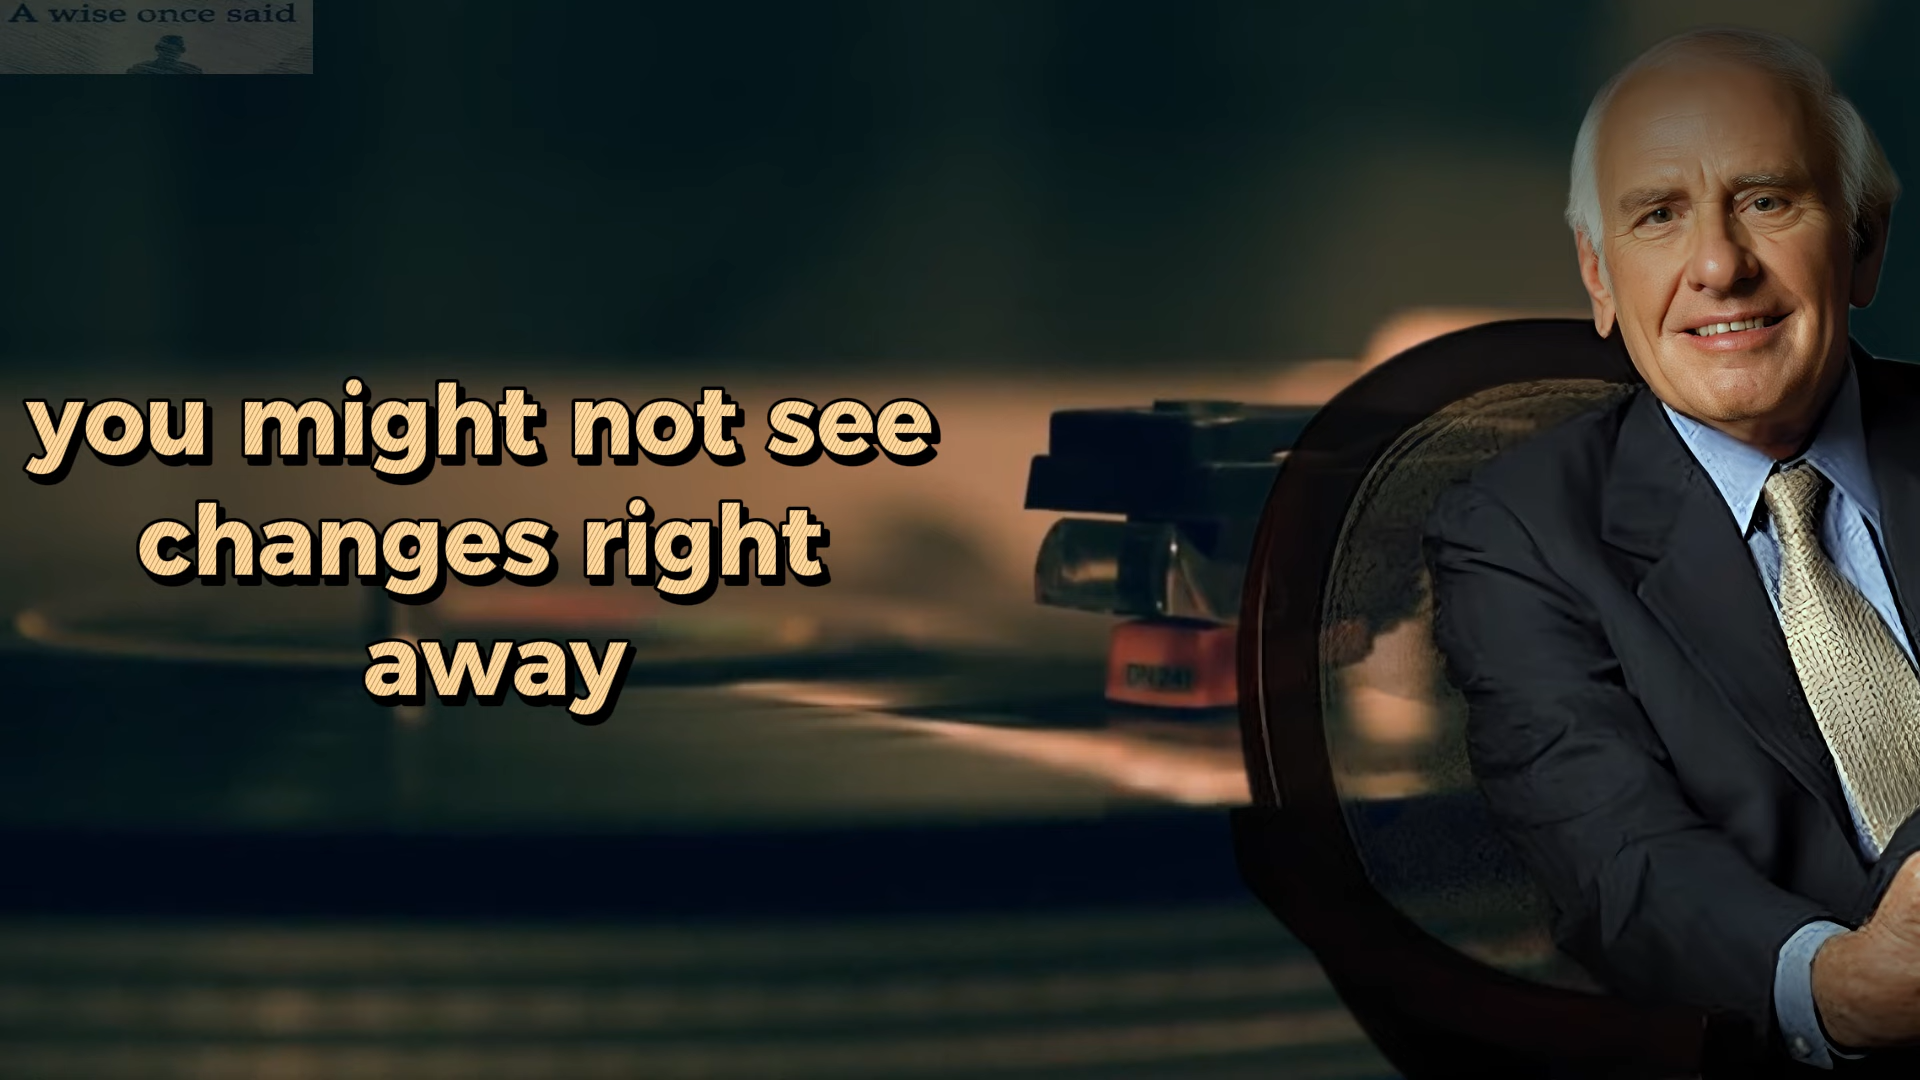 A wise once said
you might not see
changes right
away